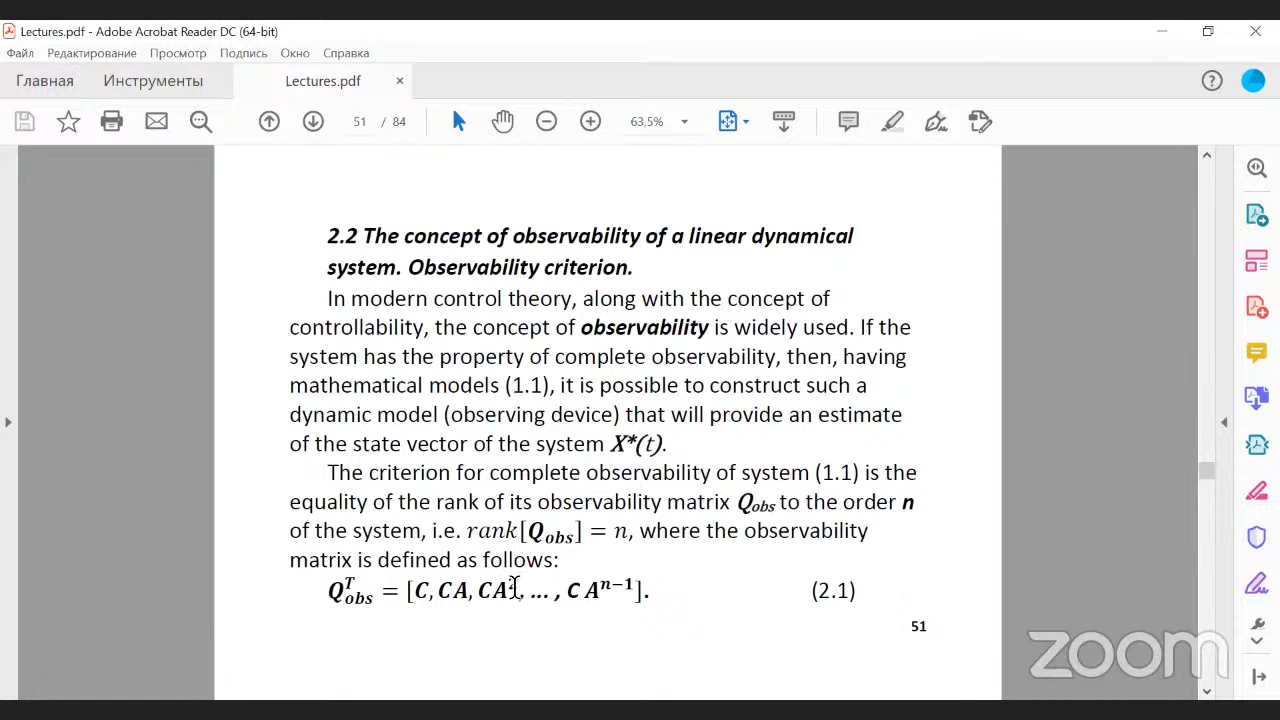 Lectures.pdf - Adobe Acrobat Reader DC (64-bit)
Файл Редактирование Просмотр Подпись Окно Справка
Главная Инструменты Lectures.pdf ×
51 / 84 63,5%
2.2 The concept of observability of a linear dynamical
system. Observability criterion.
In modern control theory, along with the concept of
controllability, the concept of observability is widely used. If the
system has the property of complete observability, then, having
mathematical models (1.1), it is possible to construct such a
dynamic model (observing device) that will provide an estimate
of the state vector of the system X*(t).
The criterion for complete observability of system (1.1) is the
equality of the rank of its observability matrix Qobs to the order n
of the system, i.e. rank[Qobs] = n, where the observability
matrix is defined as follows:
Q^T_obs = [C, CA, CA², ... , C A^{n−1}]. (2.1)
51
zoom